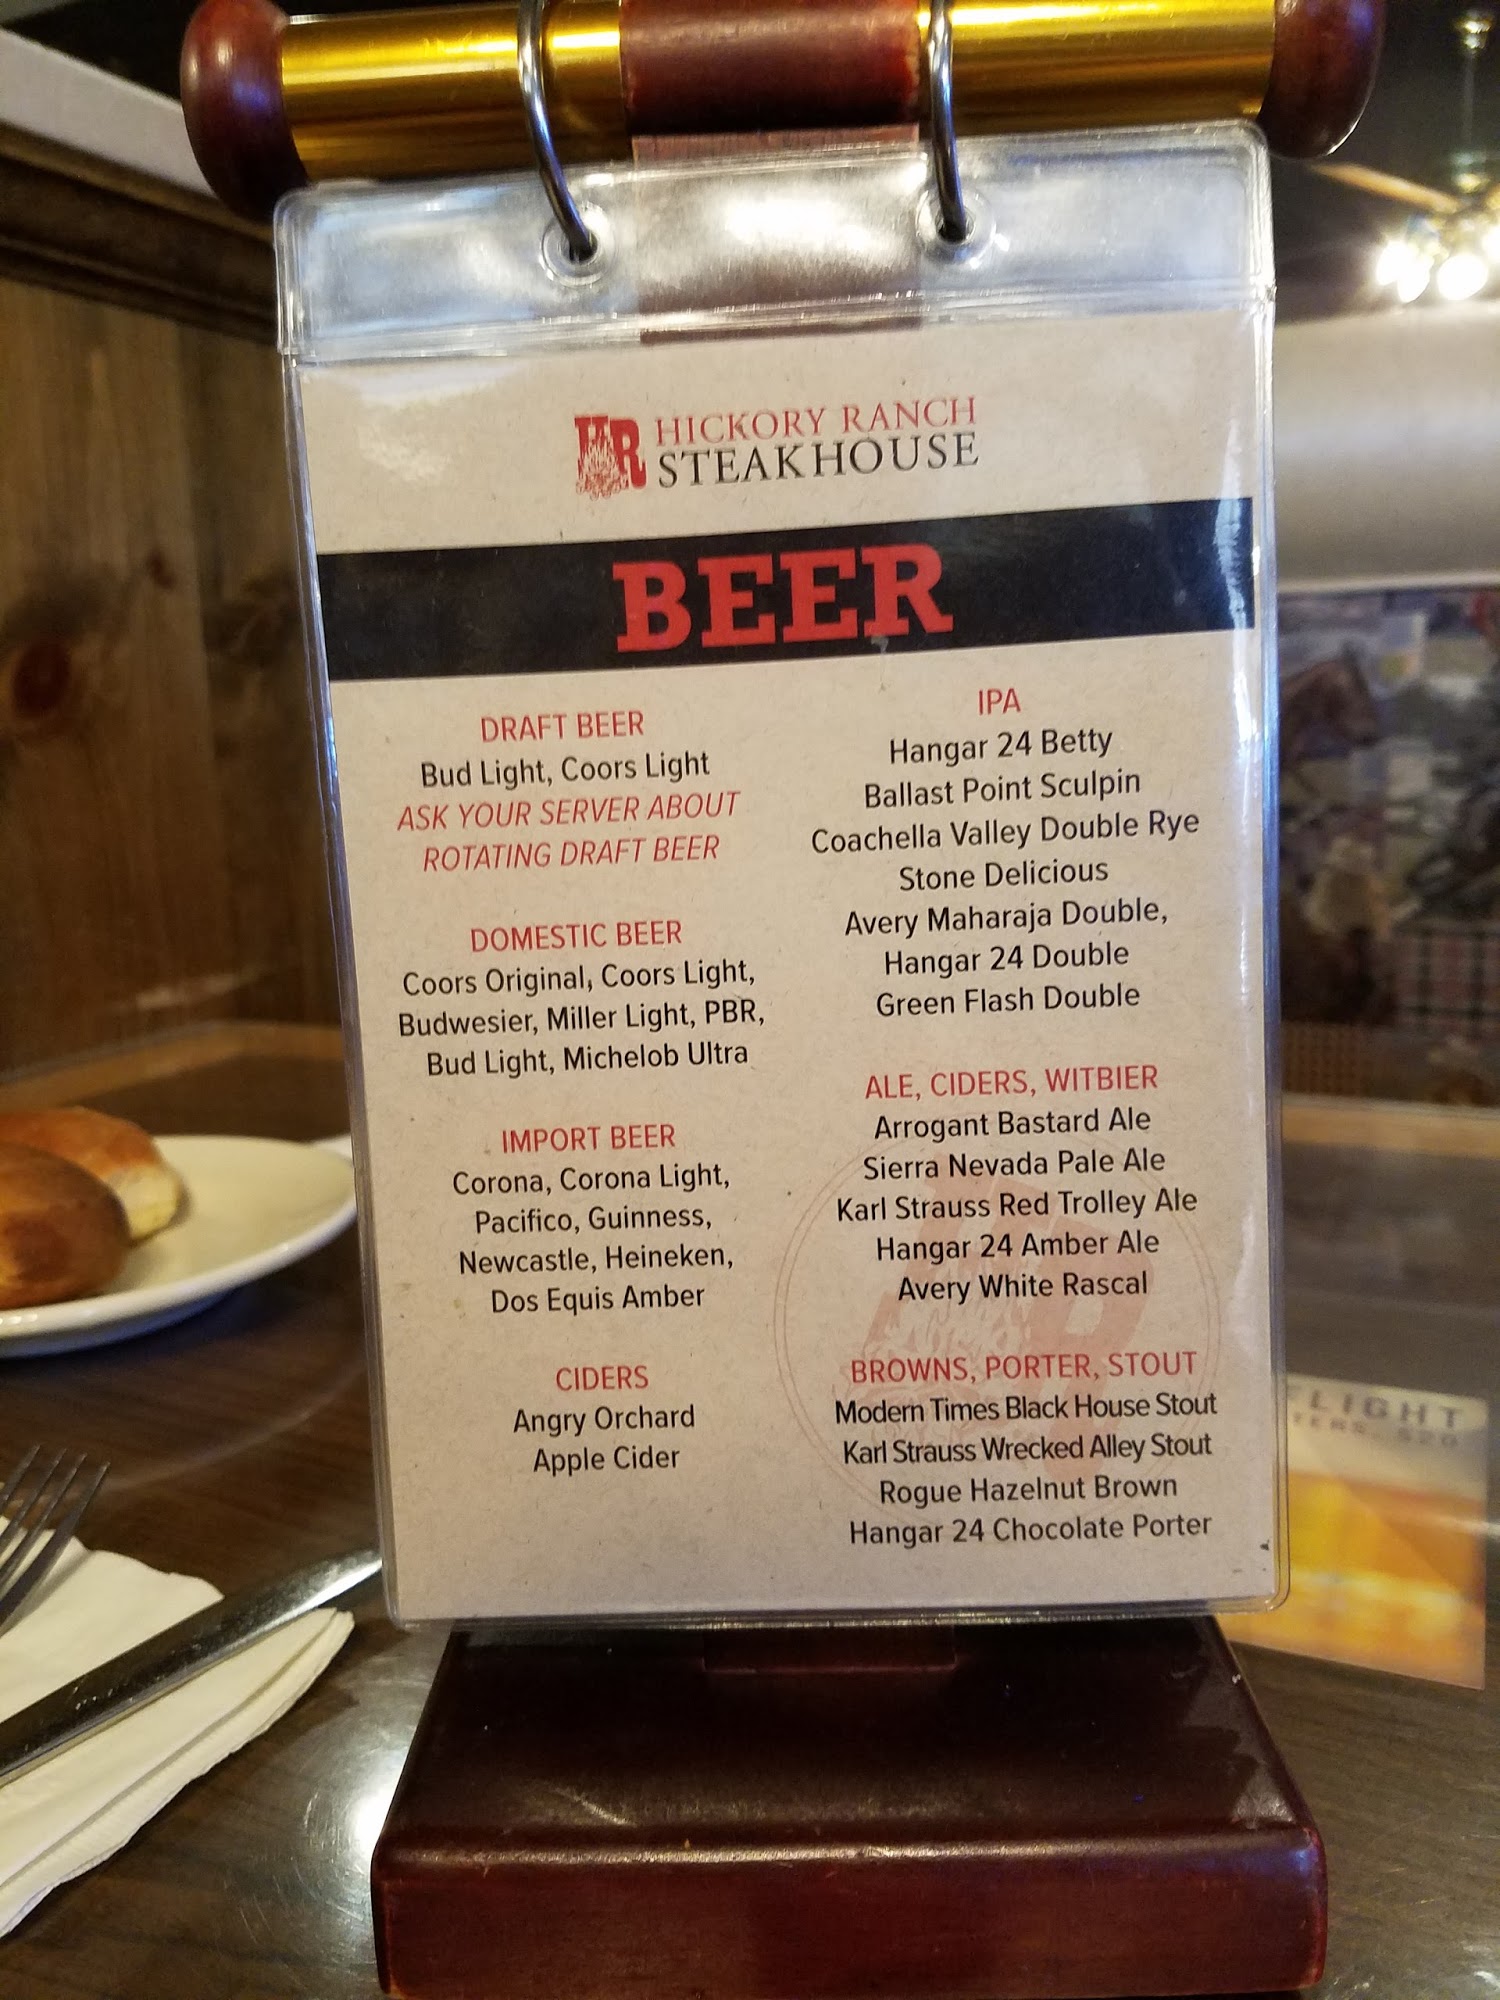 HR HICKORY RANCH
STEAKHOUSE
BEER
DRAFT BEER
Bud Light, Coors Light
ASK YOUR SERVER ABOUT
ROTATING DRAFT BEER
DOMESTIC BEER
Coors Original, Coors Light,
Budwesier, Miller Light, PBR,
Bud Light, Michelob Ultra
IMPORT BEER
Corona, Corona Light,
Pacifico, Guinness,
Newcastle, Heineken,
Dos Equis Amber
CIDERS
Angry Orchard
Apple Cider
IPA
Hangar 24 Betty
Ballast Point Sculpin
Coachella Valley Double Rye
Stone Delicious
Avery Maharaja Double,
Hangar 24 Double
Green Flash Double
ALE, CIDERS, WITBIER
Arrogant Bastard Ale
Sierra Nevada Pale Ale
Karl Strauss Red Trolley Ale
Hangar 24 Amber Ale
Avery White Rascal
BROWNS, PORTER, STOUT
Modern Times Black House Stout
Karl Strauss Wrecked Alley Stout
Rogue Hazelnut Brown
Hangar 24 Chocolate Porter
FLIGHT